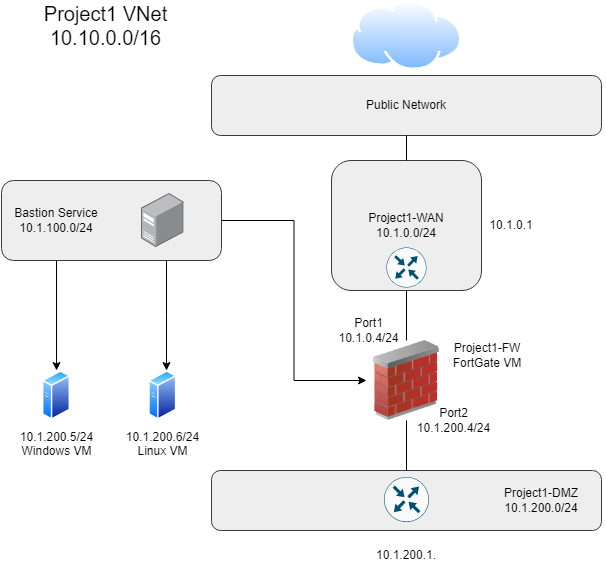 Project1 VNet
10.10.0.0/16
Public Network
Bastion Service
10.1.100.0/24
Project1-WAN
10.1.0.0/24
10.1.0.1
Port1
10.1.0.4/24
Project1-FW
FortGate VM
Port2
10.1.200.4/24
10.1.200.5/24
Windows VM
10.1.200.6/24
Linux VM
Project1-DMZ
10.1.200.0/24
10.1.200.1.